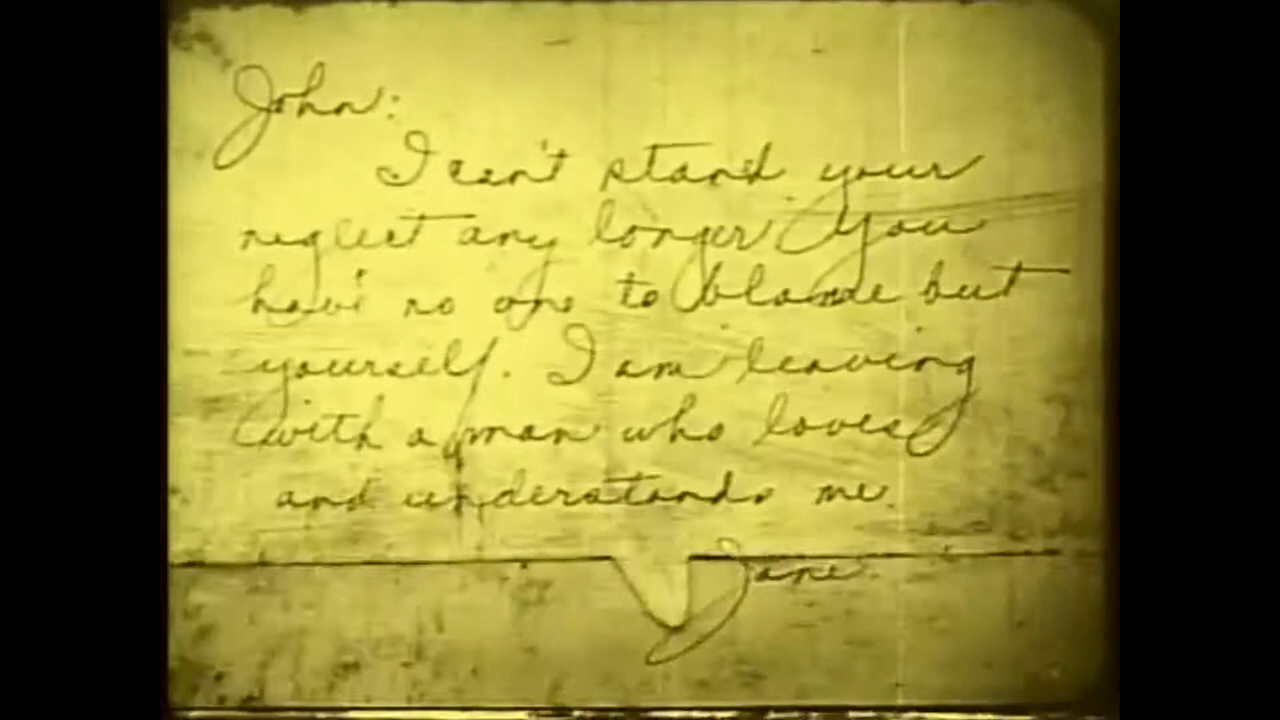 John:
I can't stand your
neglect any longer You
have no one to blame but
yourself. I am leaving
with a man who loves
and understands me.
Jane.